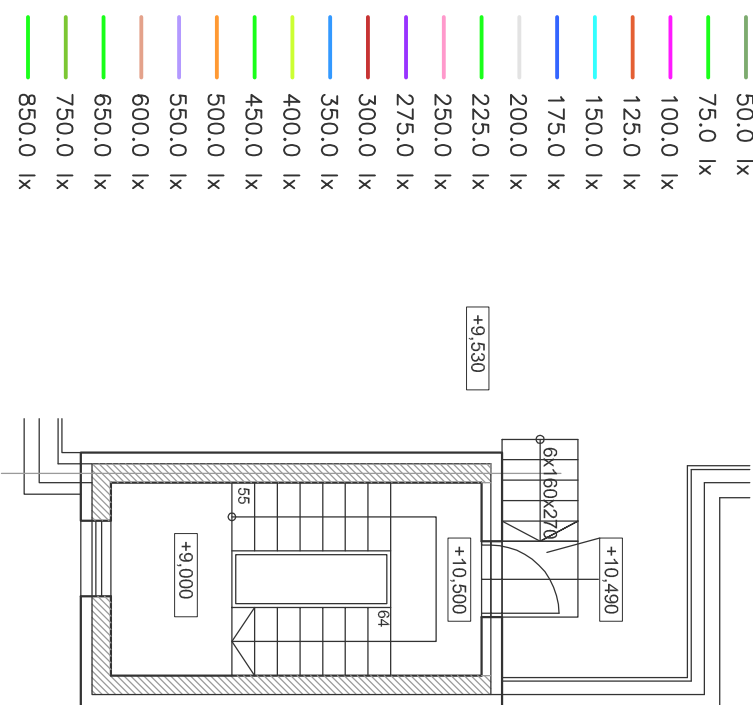 50.0 lx
75.0 lx
100.0 lx
125.0 lx
150.0 lx
175.0 lx
200.0 lx
225.0 lx
250.0 lx
275.0 lx
300.0 lx
350.0 lx
400.0 lx
450.0 lx
500.0 lx
550.0 lx
600.0 lx
650.0 lx
750.0 lx
850.0 lx
+10,490
6x160x270
+9,530
+10,500
64
55
+9,000